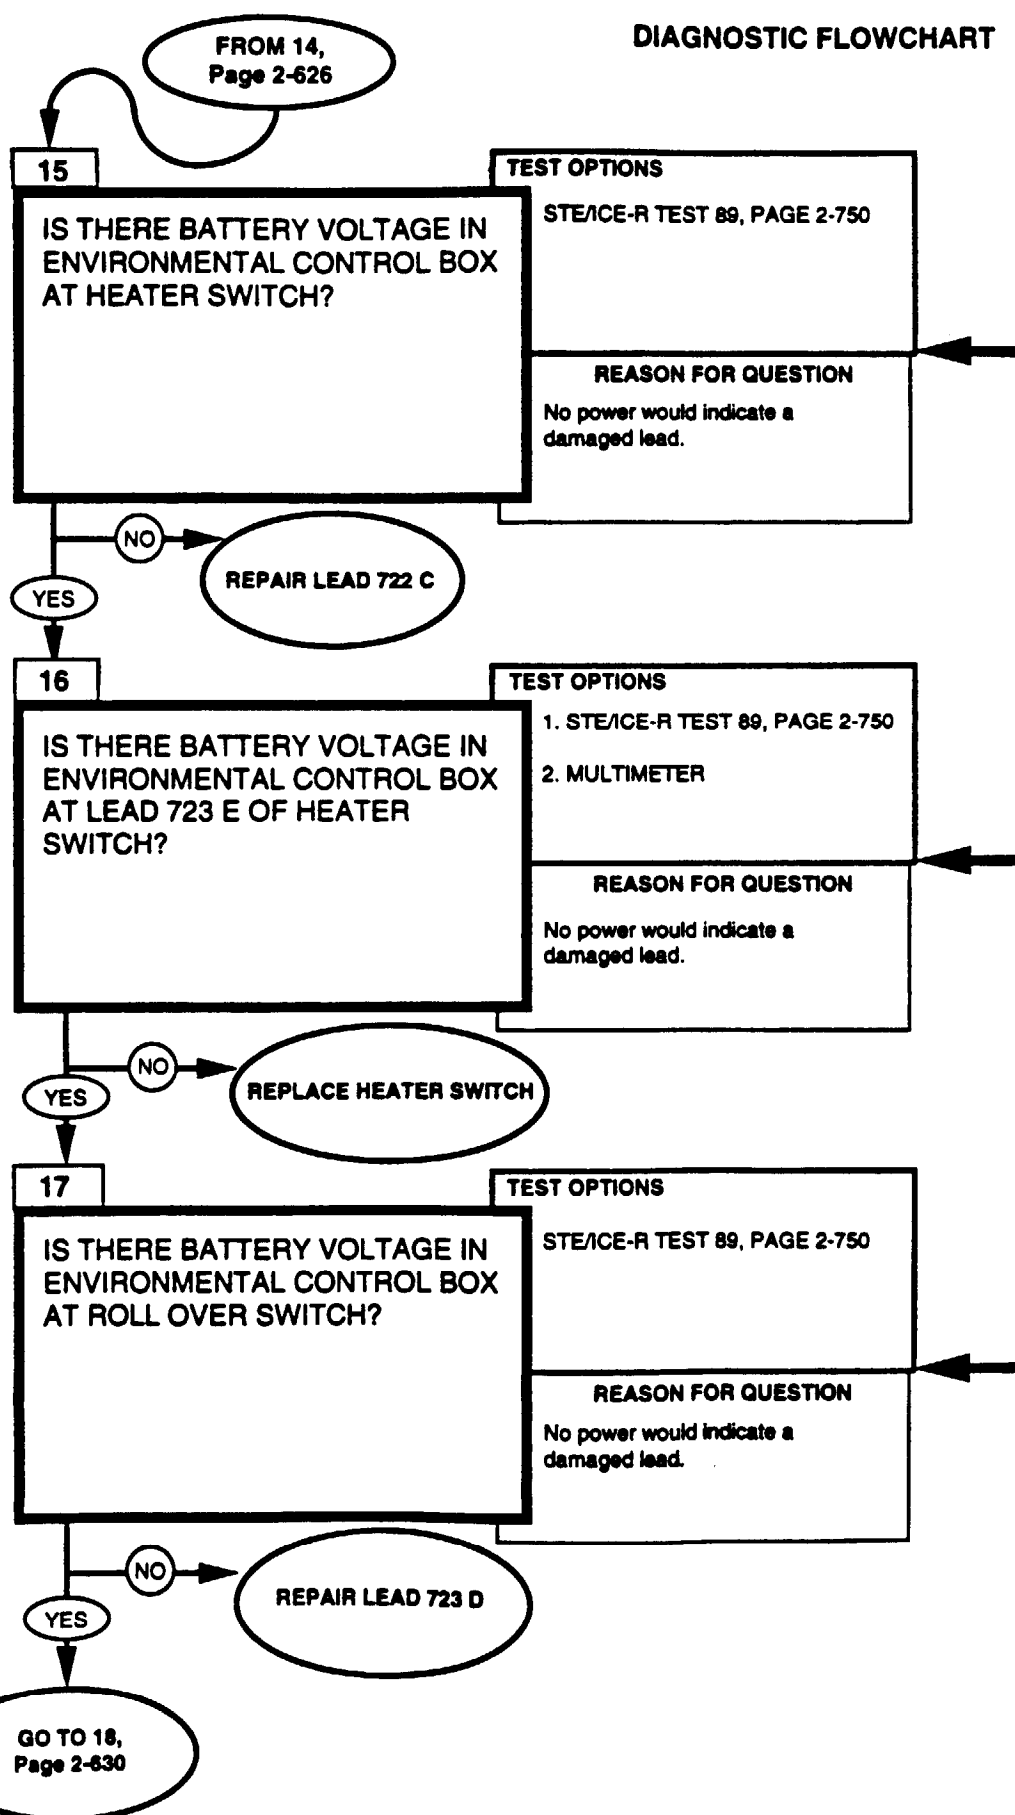 DIAGNOSTIC FLOWCHART
FROM 14,
Page 2-626
15
IS THERE BATTERY VOLTAGE IN
ENVIRONMENTAL CONTROL BOX
AT HEATER SWITCH?
TEST OPTIONS
STE/ICE-R TEST 89, PAGE 2-750
REASON FOR QUESTION
No power would indicate a
damaged lead.
NO
REPAIR LEAD 722 C
YES
16
IS THERE BATTERY VOLTAGE IN
ENVIRONMENTAL CONTROL BOX
AT LEAD 723 E OF HEATER
SWITCH?
TEST OPTIONS
1. STE/ICE-R TEST 89, PAGE 2-750
2. MULTIMETER
REASON FOR QUESTION
No power would indicate a
damaged lead.
NO
REPLACE HEATER SWITCH
YES
17
IS THERE BATTERY VOLTAGE IN
ENVIRONMENTAL CONTROL BOX
AT ROLL OVER SWITCH?
TEST OPTIONS
STE/ICE-R TEST 89, PAGE 2-750
REASON FOR QUESTION
No power would indicate a
damaged lead.
NO
REPAIR LEAD 723 D
YES
GO TO 18,
Page 2-630